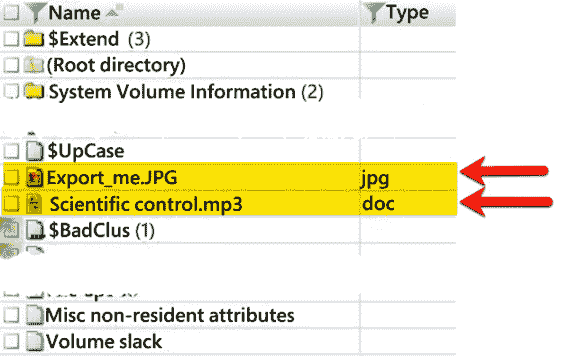 Name Type
$Extend (3)
(Root directory)
System Volume Information (2)
$UpCase
Export_me.JPG jpg
Scientific control.mp3 doc
$BadClus (1)
Misc non-resident attributes
Volume slack